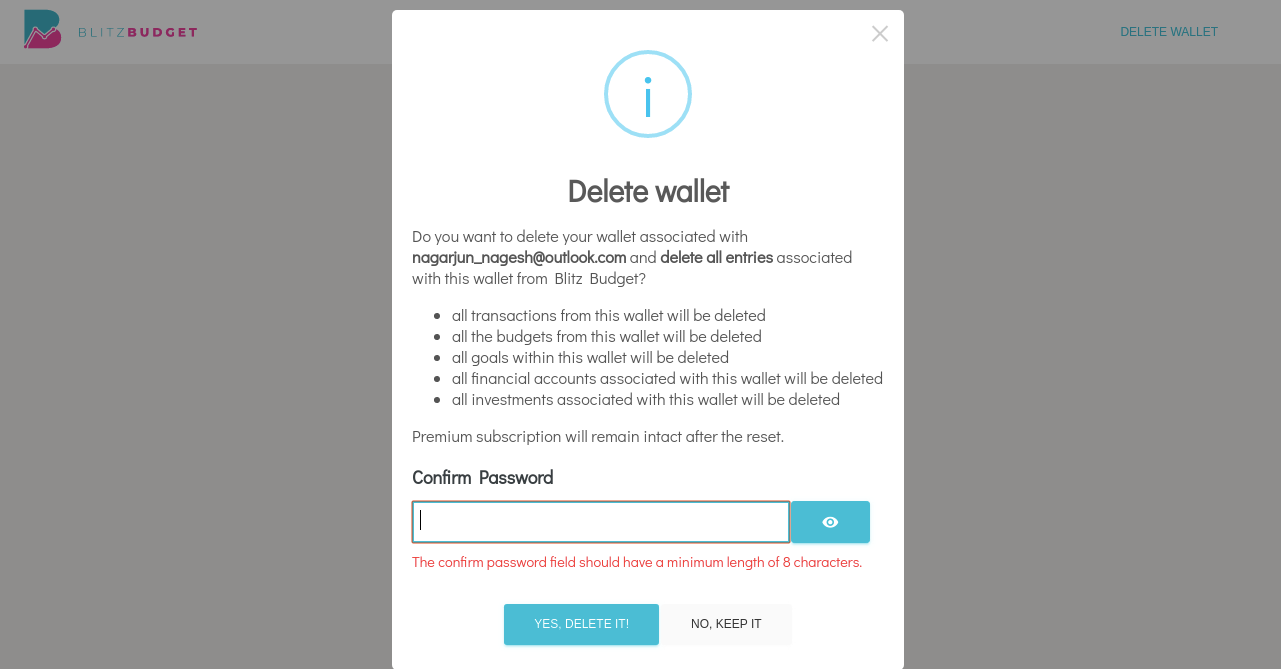 BLITZBUDGET
DELETE WALLET
Delete wallet
Do you want to delete your wallet associated with
nagarjun_nagesh@outlook.com and delete all entries associated
with this wallet from Blitz Budget?
all transactions from this wallet will be deleted
all the budgets from this wallet will be deleted
all goals within this wallet will be deleted
all financial accounts associated with this wallet will be deleted
all investments associated with this wallet will be deleted
Premium subscription will remain intact after the reset.
Confirm Password
The confirm password field should have a minimum length of 8 characters.
YES, DELETE IT!
NO, KEEP IT